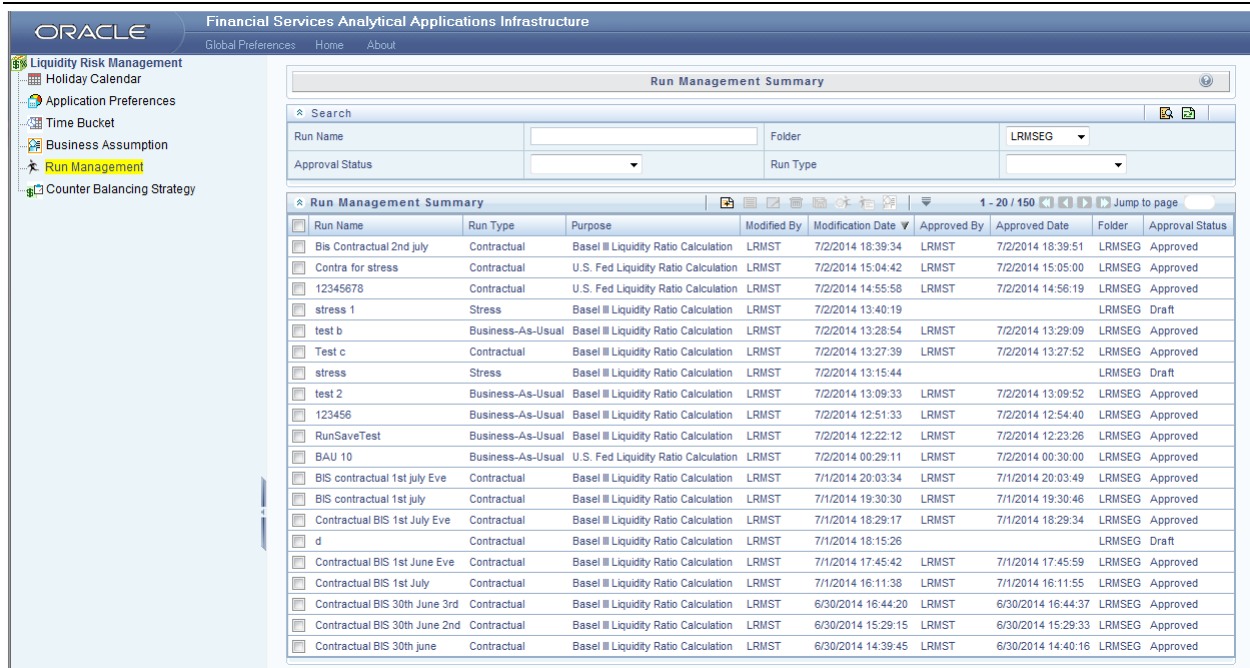 ORACLE
Financial Services Analytical Applications Infrastructure
Global Preferences Home About
Liquidity Risk Management
Holiday Calendar
Application Preferences
Time Bucket
Business Assumption
Run Management
Counter Balancing Strategy
Run Management Summary
Search
Run Name Folder LRMSEG
Approval Status Run Type
Run Management Summary 1 - 20 / 150 Jump to page
Run Name Run Type Purpose Modified By Modification Date Approved By Approved Date Folder Approval Status
Bis Contractual 2nd july Contractual Basel III Liquidity Ratio Calculation LRMST 7/2/2014 18:39:34 LRMST 7/2/2014 18:39:51 LRMSEG Approved
Contra for stress Contractual U.S. Fed Liquidity Ratio Calculation LRMST 7/2/2014 15:04:42 LRMST 7/2/2014 15:05:00 LRMSEG Approved
12345678 Contractual U.S. Fed Liquidity Ratio Calculation LRMST 7/2/2014 14:55:58 LRMST 7/2/2014 14:56:19 LRMSEG Approved
stress 1 Stress Basel III Liquidity Ratio Calculation LRMST 7/2/2014 13:40:19 LRMSEG Draft
test b Business-As-Usual Basel III Liquidity Ratio Calculation LRMST 7/2/2014 13:28:54 LRMST 7/2/2014 13:29:09 LRMSEG Approved
Test c Contractual Basel III Liquidity Ratio Calculation LRMST 7/2/2014 13:27:39 LRMST 7/2/2014 13:27:52 LRMSEG Approved
stress Stress Basel III Liquidity Ratio Calculation LRMST 7/2/2014 13:15:44 LRMSEG Draft
test 2 Business-As-Usual Basel III Liquidity Ratio Calculation LRMST 7/2/2014 13:09:33 LRMST 7/2/2014 13:09:52 LRMSEG Approved
123456 Business-As-Usual Basel III Liquidity Ratio Calculation LRMST 7/2/2014 12:51:33 LRMST 7/2/2014 12:54:40 LRMSEG Approved
RunSaveTest Business-As-Usual Basel III Liquidity Ratio Calculation LRMST 7/2/2014 12:22:12 LRMST 7/2/2014 12:23:26 LRMSEG Approved
BAU 10 Business-As-Usual U.S. Fed Liquidity Ratio Calculation LRMST 7/2/2014 00:29:11 LRMST 7/2/2014 00:30:00 LRMSEG Approved
BIS contractual 1st july Eve Contractual Basel III Liquidity Ratio Calculation LRMST 7/1/2014 20:03:34 LRMST 7/1/2014 20:03:49 LRMSEG Approved
BIS contractual 1st july Contractual Basel III Liquidity Ratio Calculation LRMST 7/1/2014 19:30:30 LRMST 7/1/2014 19:30:46 LRMSEG Approved
Contractual BIS 1st July Eve Contractual Basel III Liquidity Ratio Calculation LRMST 7/1/2014 18:29:17 LRMST 7/1/2014 18:29:34 LRMSEG Approved
d Contractual Basel III Liquidity Ratio Calculation LRMST 7/1/2014 18:15:26 LRMSEG Draft
Contractual BIS 1st June Eve Contractual Basel III Liquidity Ratio Calculation LRMST 7/1/2014 17:45:42 LRMST 7/1/2014 17:45:59 LRMSEG Approved
Contractual BIS 1st July Contractual Basel III Liquidity Ratio Calculation LRMST 7/1/2014 16:11:38 LRMST 7/1/2014 16:11:55 LRMSEG Approved
Contractual BIS 30th June 3rd Contractual Basel III Liquidity Ratio Calculation LRMST 6/30/2014 16:44:20 LRMST 6/30/2014 16:44:37 LRMSEG Approved
Contractual BIS 30th June 2nd Contractual Basel III Liquidity Ratio Calculation LRMST 6/30/2014 15:29:15 LRMST 6/30/2014 15:29:33 LRMSEG Approved
Contractual BIS 30th june Contractual Basel III Liquidity Ratio Calculation LRMST 6/30/2014 14:39:45 LRMST 6/30/2014 14:40:16 LRMSEG Approved